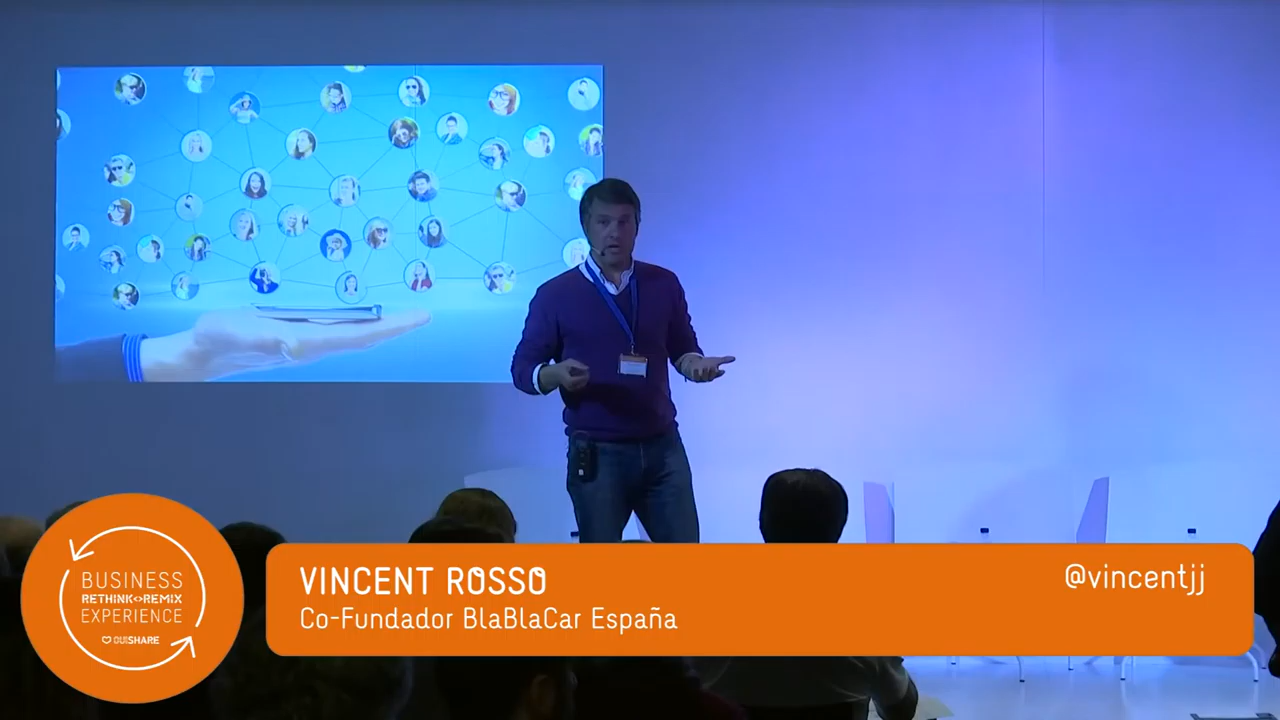 BUSINESS
RETHINK<>REMIX
EXPERIENCE
OUISHARE
VINCENT ROSSO
Co-Fundador BlaBlaCar España
@vincentjj